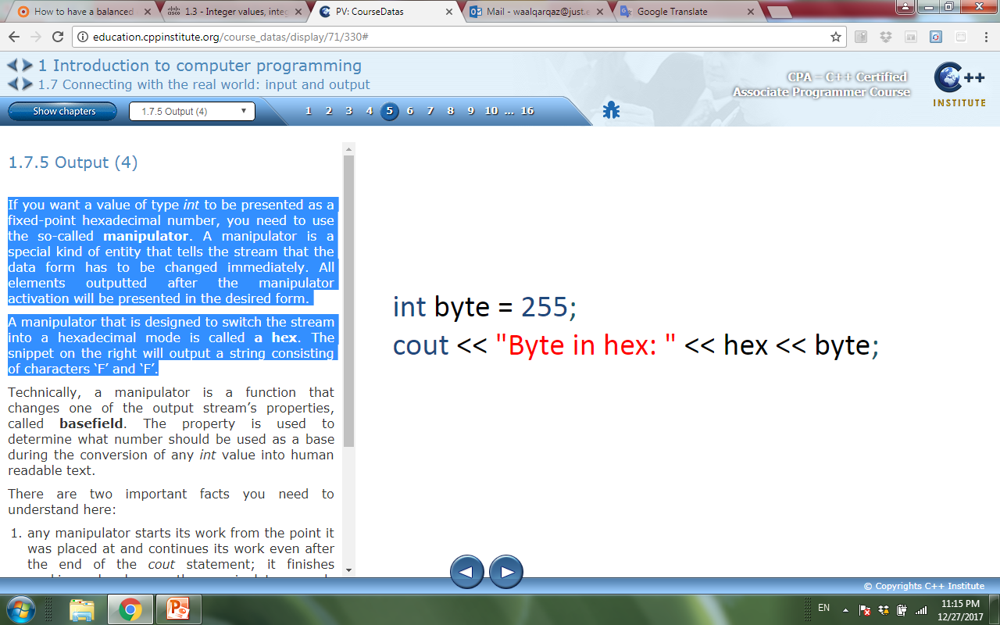 How to have a balanced
1.3 - Integer values, integ
PV: CourseDatas
Mail - waalqarqaz@just.e
Google Translate
education.cppinstitute.org/course_datas/display/71/330#
1 Introduction to computer programming
1.7 Connecting with the real world: input and output
CPA – C++ Certified
Associate Programmer Course
C++
INSTITUTE
Show chapters
1.7.5 Output (4)
1 2 3 4 5 6 7 8 9 10 ... 16
1.7.5 Output (4)
If you want a value of type int to be presented as a
fixed-point hexadecimal number, you need to use
the so-called manipulator. A manipulator is a
special kind of entity that tells the stream that the
data form has to be changed immediately. All
elements outputted after the manipulator
activation will be presented in the desired form.
A manipulator that is designed to switch the stream
into a hexadecimal mode is called a hex. The
snippet on the right will output a string consisting
of characters ‘F’ and ‘F’.
Technically, a manipulator is a function that
changes one of the output stream’s properties,
called basefield. The property is used to
determine what number should be used as a base
during the conversion of any int value into human
readable text.
There are two important facts you need to
understand here:
1. any manipulator starts its work from the point it
was placed at and continues its work even after
the end of the cout statement; it finishes
int byte = 255;
cout << "Byte in hex: " << hex << byte;
© Copyrights C++ Institute
EN
11:15 PM
12/27/2017